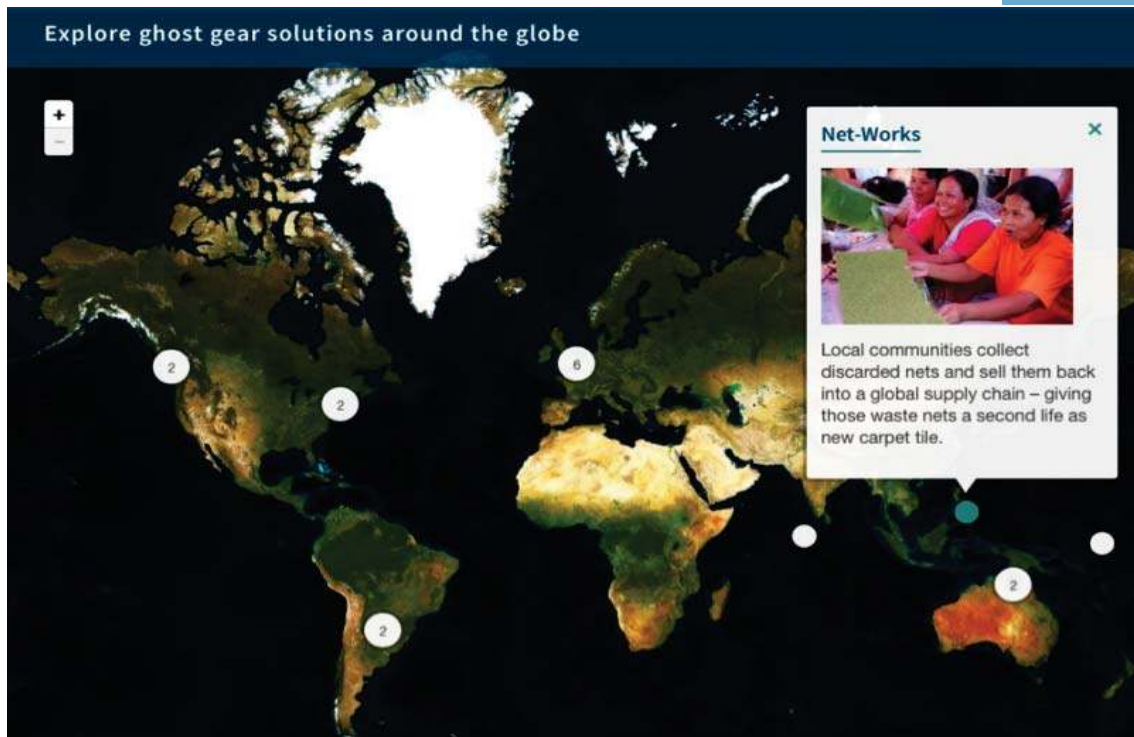 Explore ghost gear solutions around the globe
+
−
Net-Works
×
Local communities collect
discarded nets and sell them back
into a global supply chain – giving
those waste nets a second life as
new carpet tile.
2
6
2
2
2